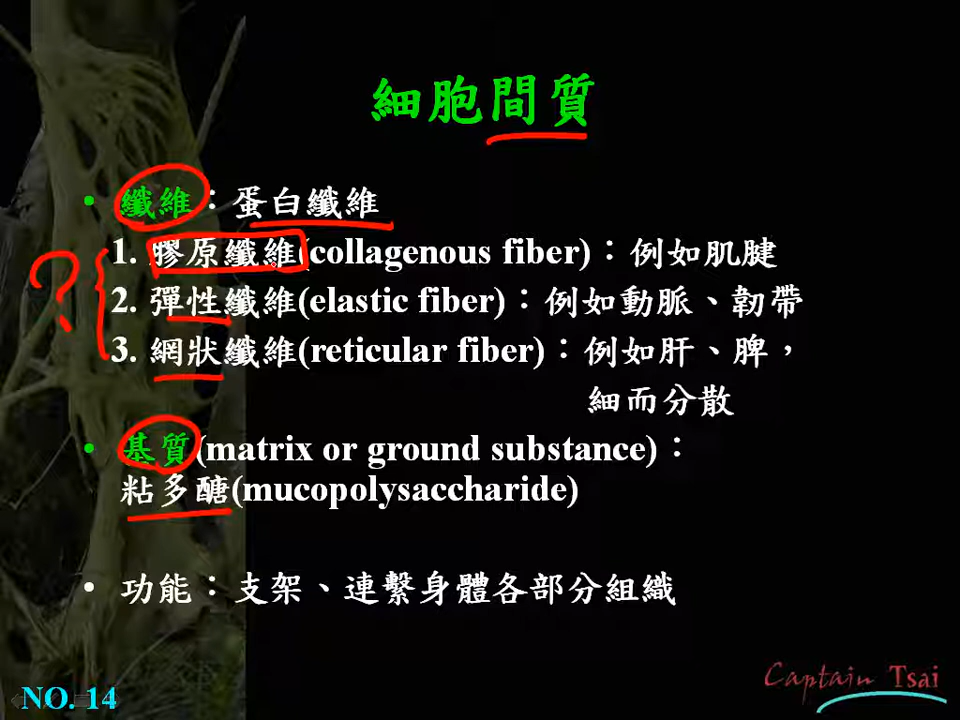 細胞間質
• 纖維：蛋白纖維
1. 膠原纖維(collagenous fiber)：例如肌腱
2. 彈性纖維(elastic fiber)：例如動脈、韌帶
3. 網狀纖維(reticular fiber)：例如肝、脾，
細而分散
• 基質(matrix or ground substance)：
粘多醣(mucopolysaccharide)
• 功能：支架、連繫身體各部分組織
?
NO. 14
Captain Tsai